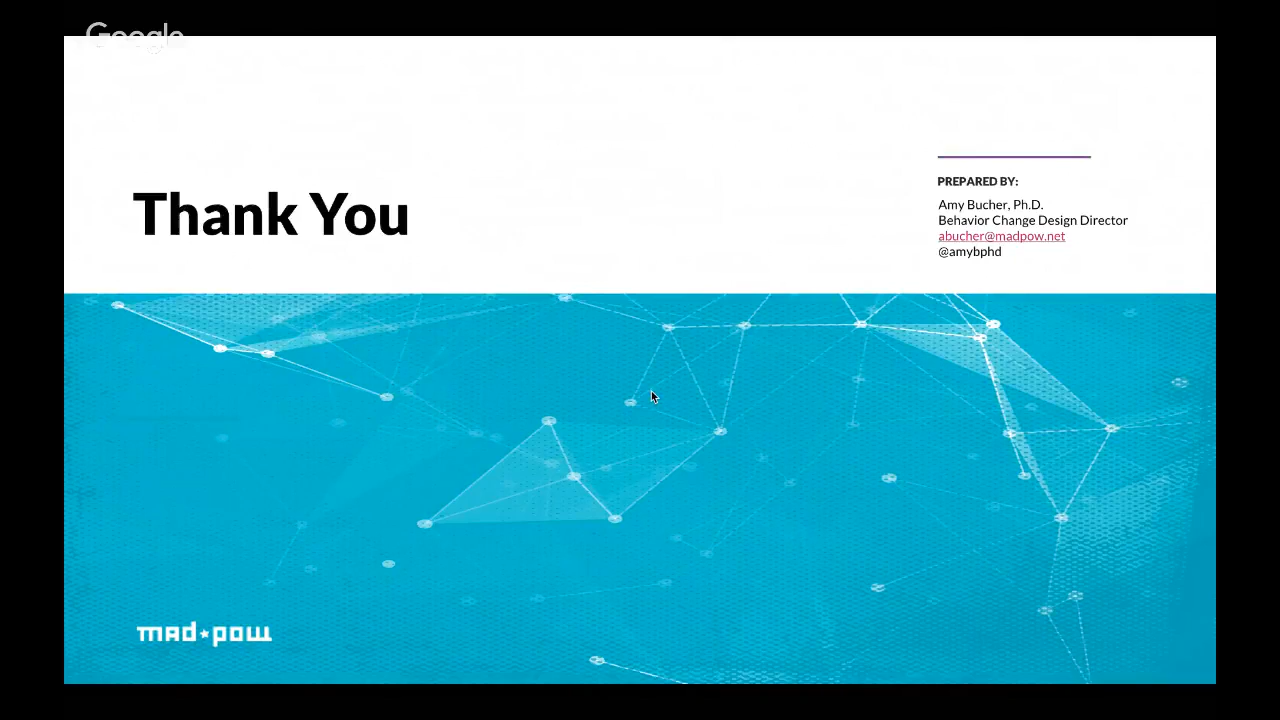 Google
Thank You
PREPARED BY:
Amy Bucher, Ph.D.
Behavior Change Design Director
abucher@madpow.net
@amybphd
mad★pow